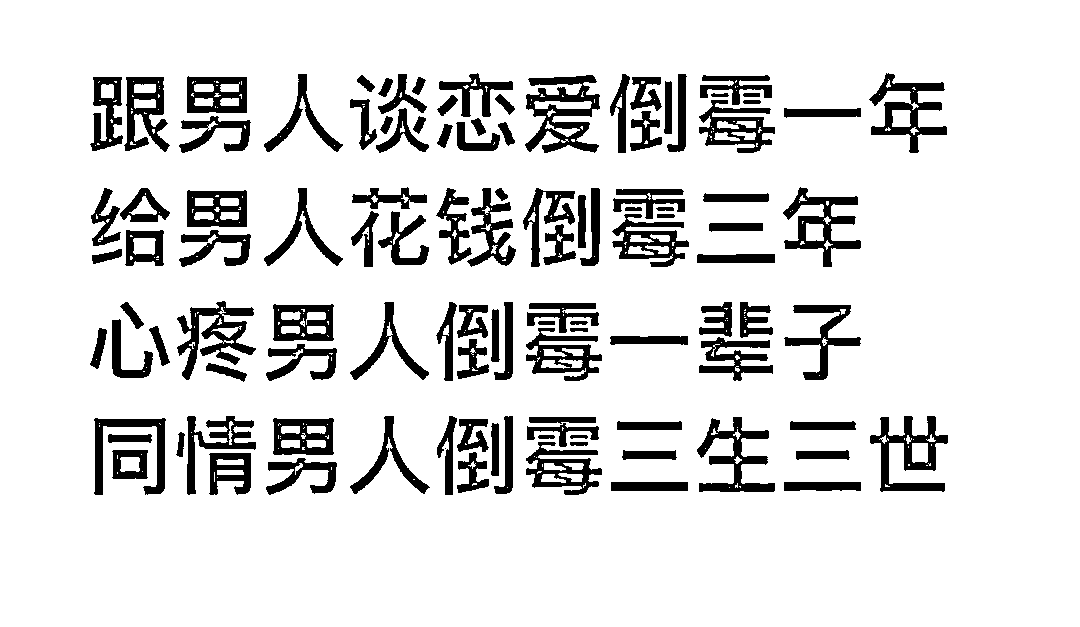 跟男人谈恋爱倒霉一年
给男人花钱倒霉三年
心疼男人倒霉一辈子
同情男人倒霉三生三世